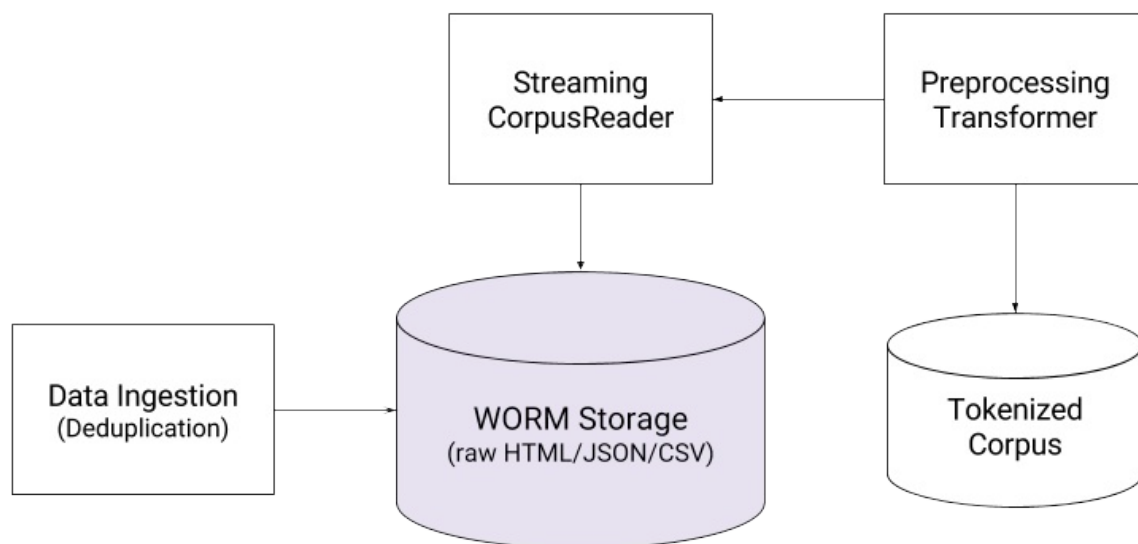 Streaming
CorpusReader
Preprocessing
Transformer
Data Ingestion
(Deduplication)
WORM Storage
(raw HTML/JSON/CSV)
Tokenized
Corpus